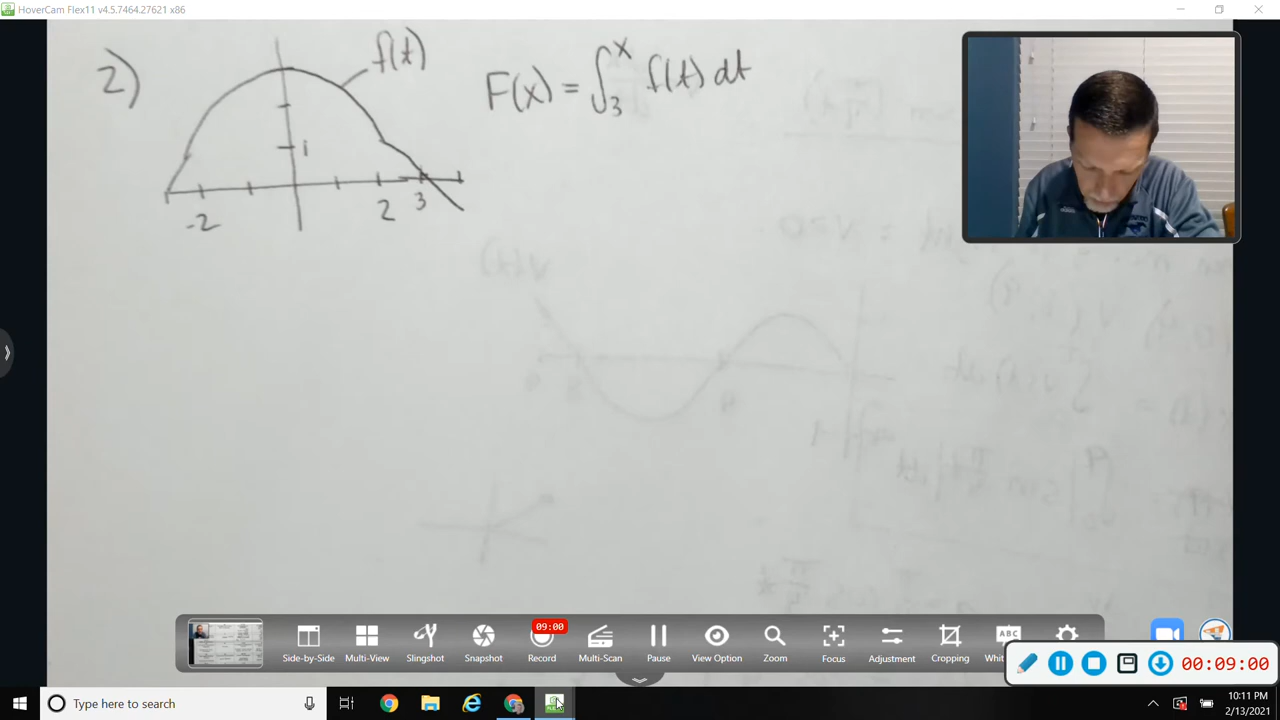 HoverCam Flex11 v4.5.7464.27621 x86
2)
f(t)
F(x) = ∫₃ˣ f(t) dt
1
-2
2
3
09:00
Side-by-Side
Multi-View
Slingshot
Snapshot
Record
Multi-Scan
Pause
View Option
Zoom
Focus
Adjustment
Cropping
ABC
Whit
00:09:00
Type here to search
10:11 PM
2/13/2021